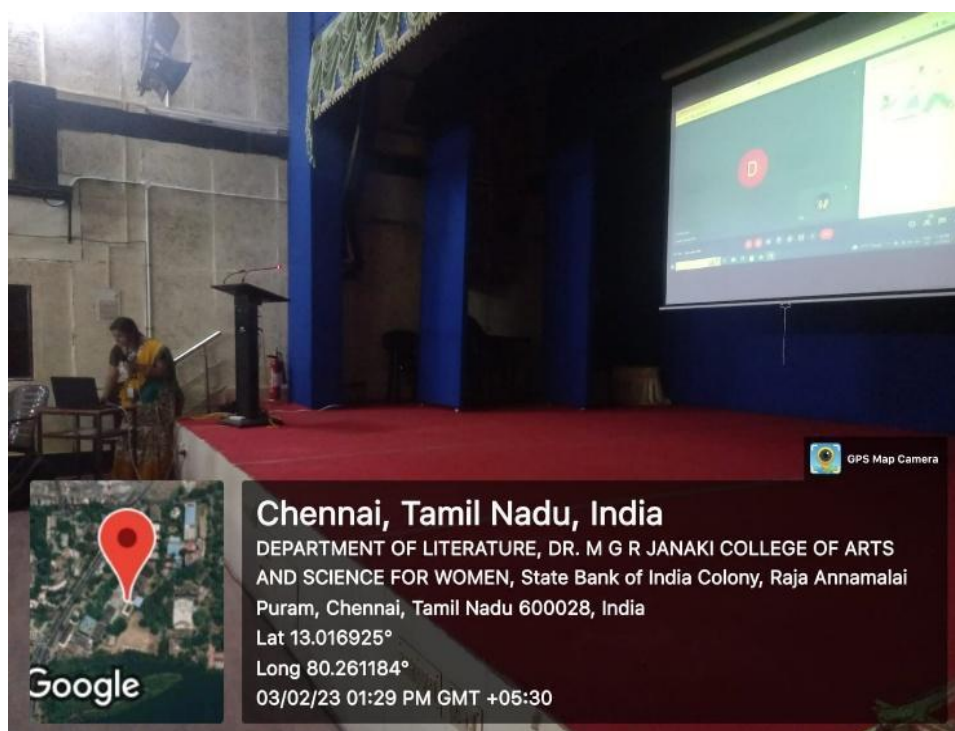 D
GPS Map Camera
Chennai, Tamil Nadu, India
DEPARTMENT OF LITERATURE, DR. M G R JANAKI COLLEGE OF ARTS
AND SCIENCE FOR WOMEN, State Bank of India Colony, Raja Annamalai
Puram, Chennai, Tamil Nadu 600028, India
Lat 13.016925°
Long 80.261184°
03/02/23 01:29 PM GMT +05:30
Google